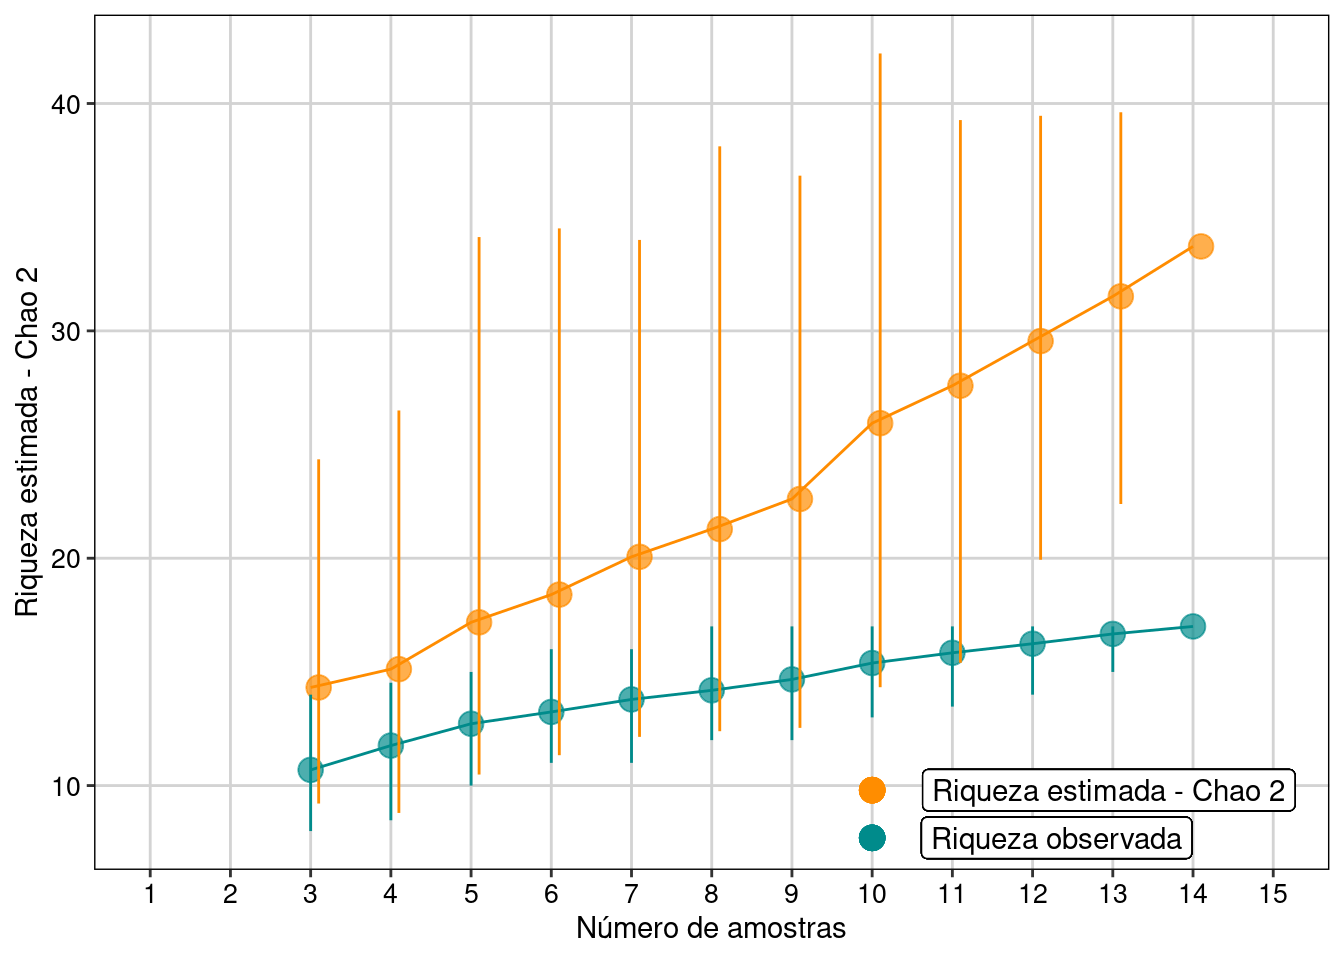 Riqueza estimada - Chao 2
40
30
20
10
Riqueza estimada - Chao 2
Riqueza observada
1 2 3 4 5 6 7 8 9 10 11 12 13 14 15
Número de amostras